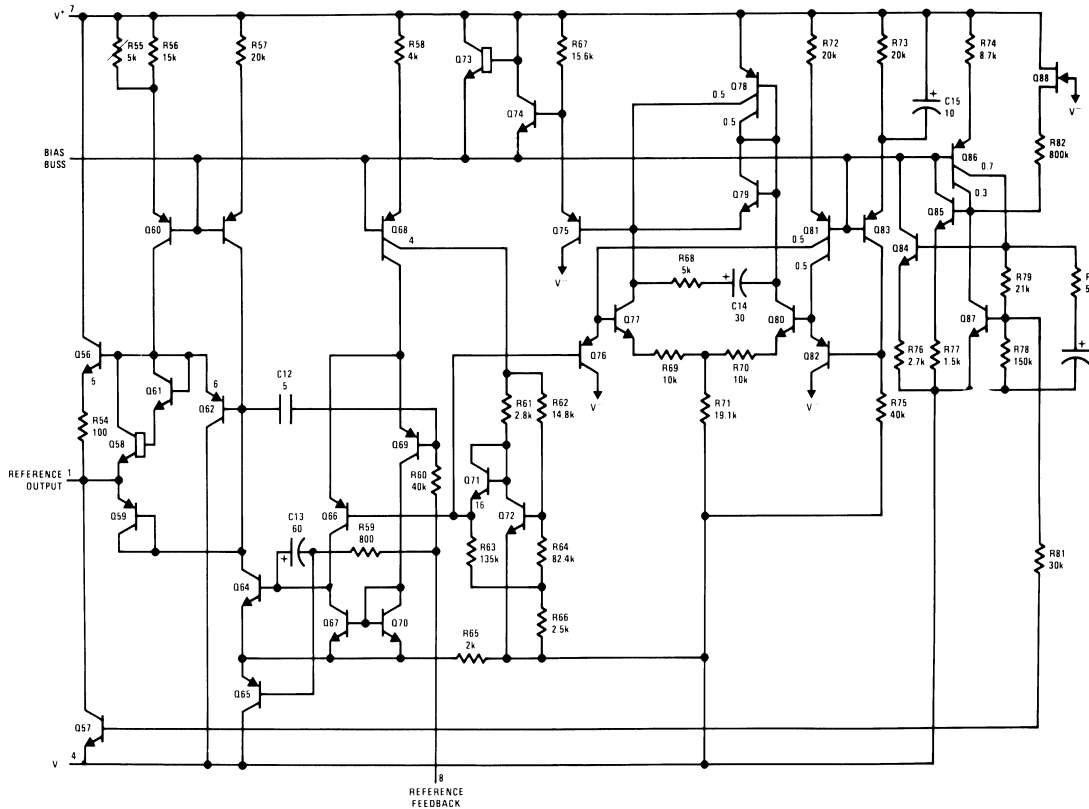 V+ 7
R55
5k
R56
15k
R57
20k
R58
4k
Q73
R67
15.6k
Q74
Q78
0.5
0.5
R72
20k
R73
20k
C15
10
R74
8.7k
Q88
V-
R82
800k
BIAS
BUSS
Q86
0.7
0.3
Q79
Q60
Q68
4
Q75
V-
Q81
0.5
0.5
Q83
Q84
Q85
R68
5k
C14
30
R79
21k
R
5
Q77
Q80
Q87
Q56
5
Q61
6
Q62
C12
5
Q76
V-
R69
10k
R70
10k
Q82
V-
R76
2.7k
R77
1.5k
R78
150k
R54
100
Q58
R61
2.8k
R62
14.8k
R71
19.1k
R75
40k
Q69
R60
40k
REFERENCE
OUTPUT
1
Q71
16
Q72
Q59
Q66
C13
60
R59
800
R63
135k
R64
82.4k
R81
30k
Q64
Q67
Q70
R66
2.5k
R65
2k
Q65
Q57
V 4
8
REFERENCE
FEEDBACK